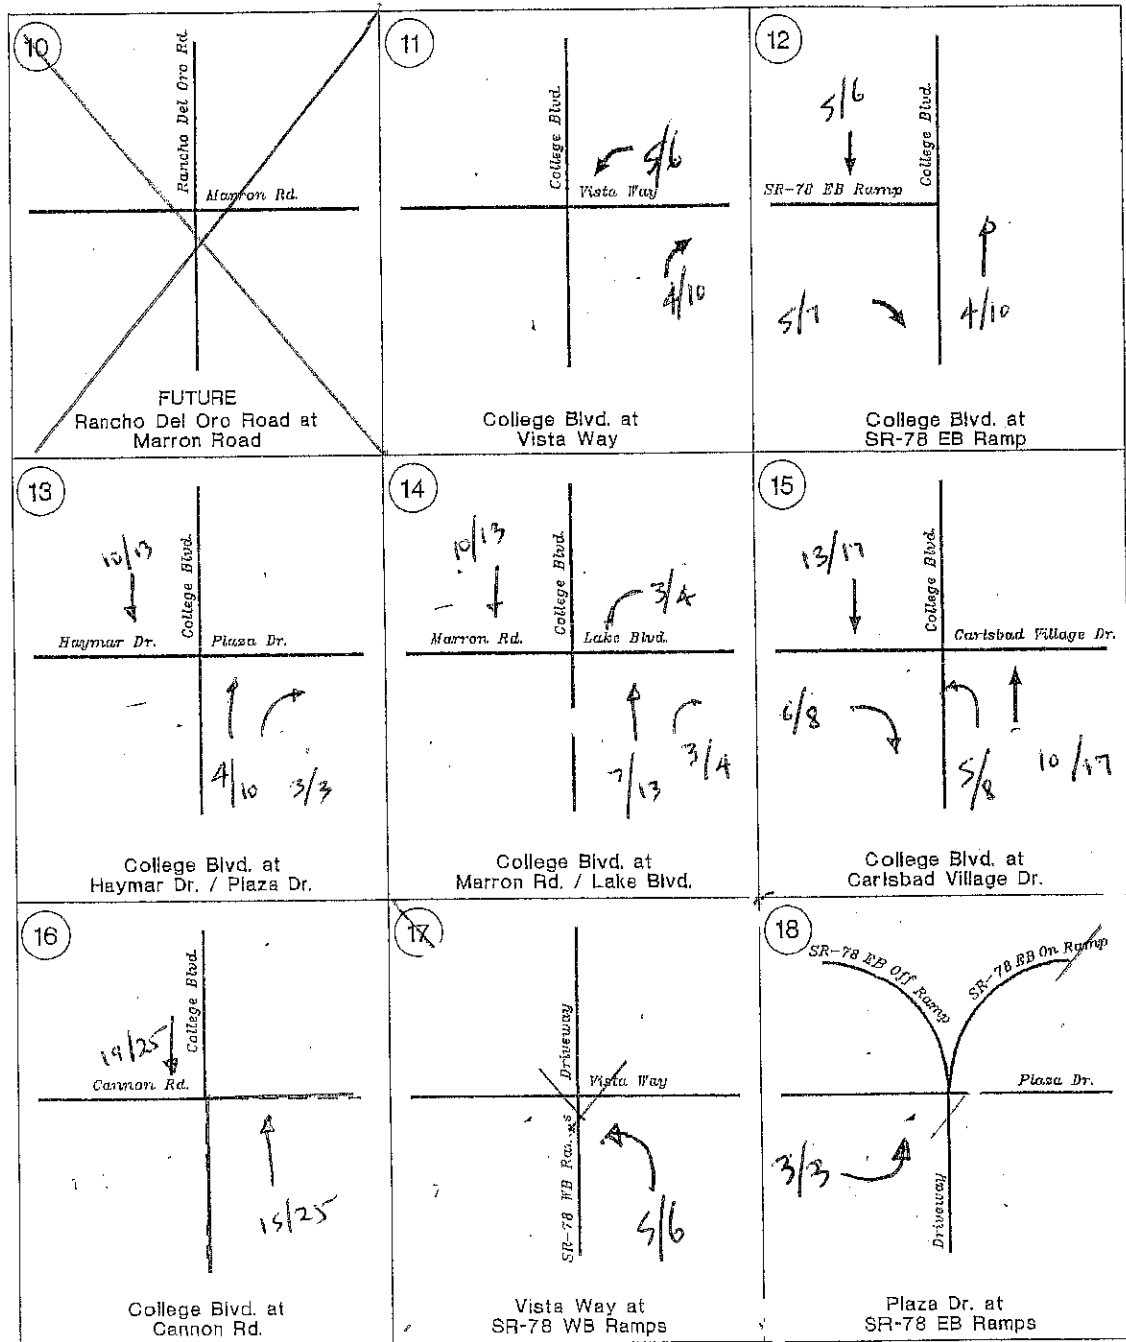 10
Rancho Del Oro Rd.
Marron Rd.
FUTURE
Rancho Del Oro Road at
Marron Road
11
College Blvd.
5/6
Vista Way
4/10
College Blvd. at
Vista Way
12
5/6
College Blvd.
SR-78 EB Ramp
5/7
4/10
College Blvd. at
SR-78 EB Ramp
13
10/13
College Blvd.
Haymar Dr.
Plaza Dr.
4/10
3/3
College Blvd. at
Haymar Dr. / Plaza Dr.
14
10/13
College Blvd.
3/4
Marron Rd.
Lake Blvd.
7/13
3/4
College Blvd. at
Marron Rd. / Lake Blvd.
15
13/17
College Blvd.
Carlsbad Village Dr.
6/8
5/8
10/17
College Blvd. at
Carlsbad Village Dr.
16
College Blvd.
19/25
Cannon Rd.
15/25
College Blvd. at
Cannon Rd.
17
Driveway
Vista Way
SR-78 WB Ramps
5/6
Vista Way at
SR-78 WB Ramps
18
SR-78 EB Off Ramp
SR-78 EB On Ramp
Plaza Dr.
3/3
Driveway
Plaza Dr. at
SR-78 EB Ramps